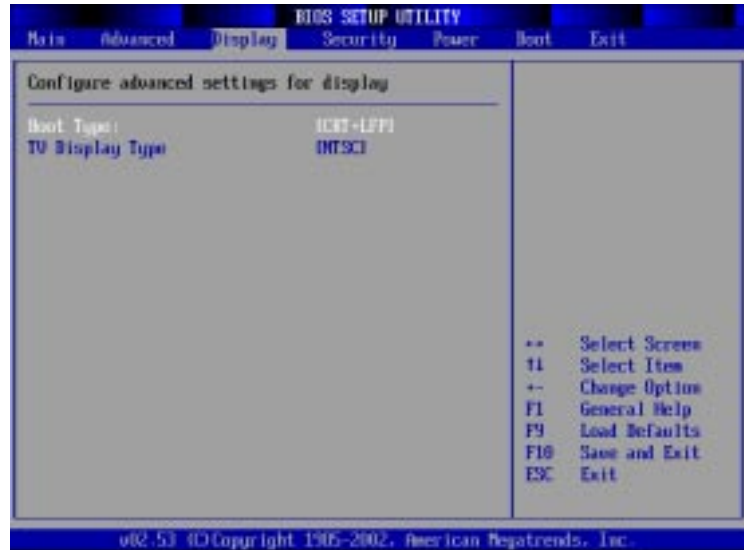 BIOS SETUP UTILITY
Main Advanced Display Security Power Boot Exit
Configure advanced settings for display
Boot Type: [CRT+LFP]
TV Display Type [NTSC]
↔ Select Screen
↑↓ Select Item
+- Change Option
F1 General Help
F9 Load Defaults
F10 Save and Exit
ESC Exit
v02.53 (C)Copyright 1985-2002, American Megatrends, Inc.